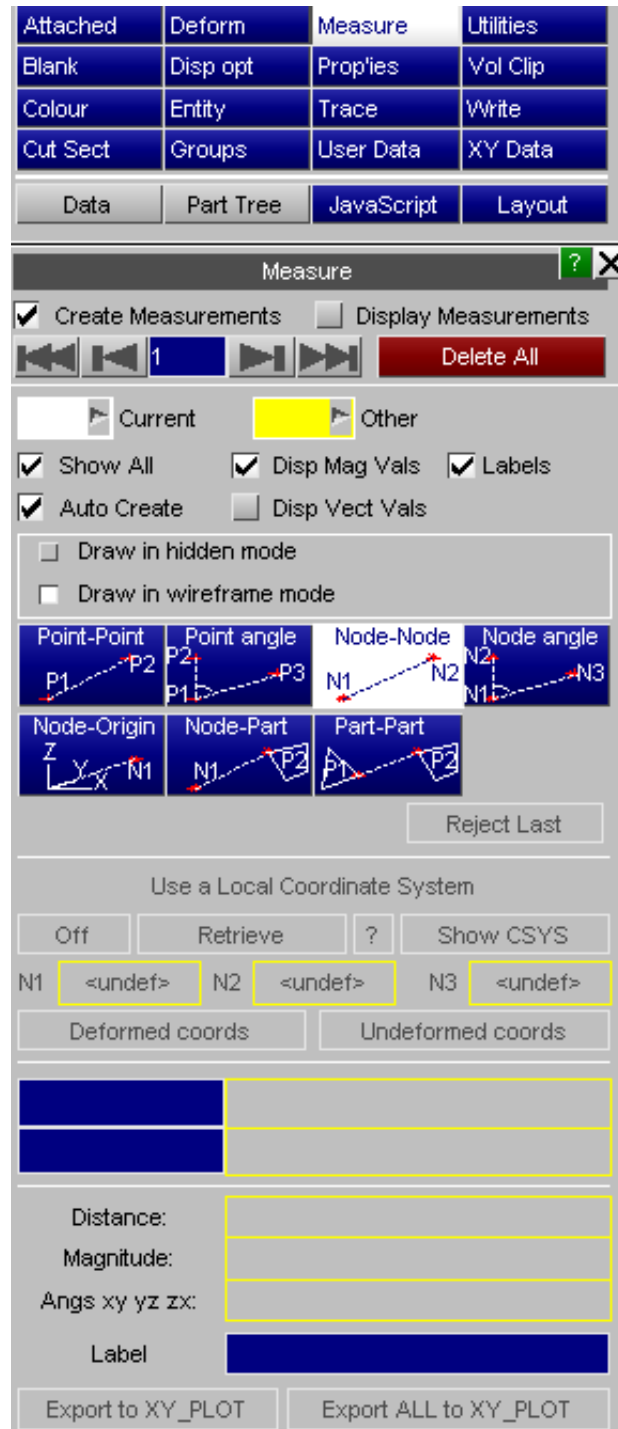 Attached Deform Measure Utilities
Blank Disp opt Prop'ies Vol Clip
Colour Entity Trace Write
Cut Sect Groups User Data XY Data
Data Part Tree JavaScript Layout
Measure ? X
Create Measurements Display Measurements
1 Delete All
Current Other
Show All Disp Mag Vals Labels
Auto Create Disp Vect Vals
Draw in hidden mode
Draw in wireframe mode
Point-Point Point angle Node-Node Node angle
P1 P2 P2 P1 P3 N1 N2 N2 N1 N3
Node-Origin Node-Part Part-Part
Z Y X N1 N1 P2 P1 P2
Reject Last
Use a Local Coordinate System
Off Retrieve ? Show CSYS
N1 <undef> N2 <undef> N3 <undef>
Deformed coords Undeformed coords
Distance:
Magnitude:
Angs xy yz zx:
Label
Export to XY_PLOT Export ALL to XY_PLOT